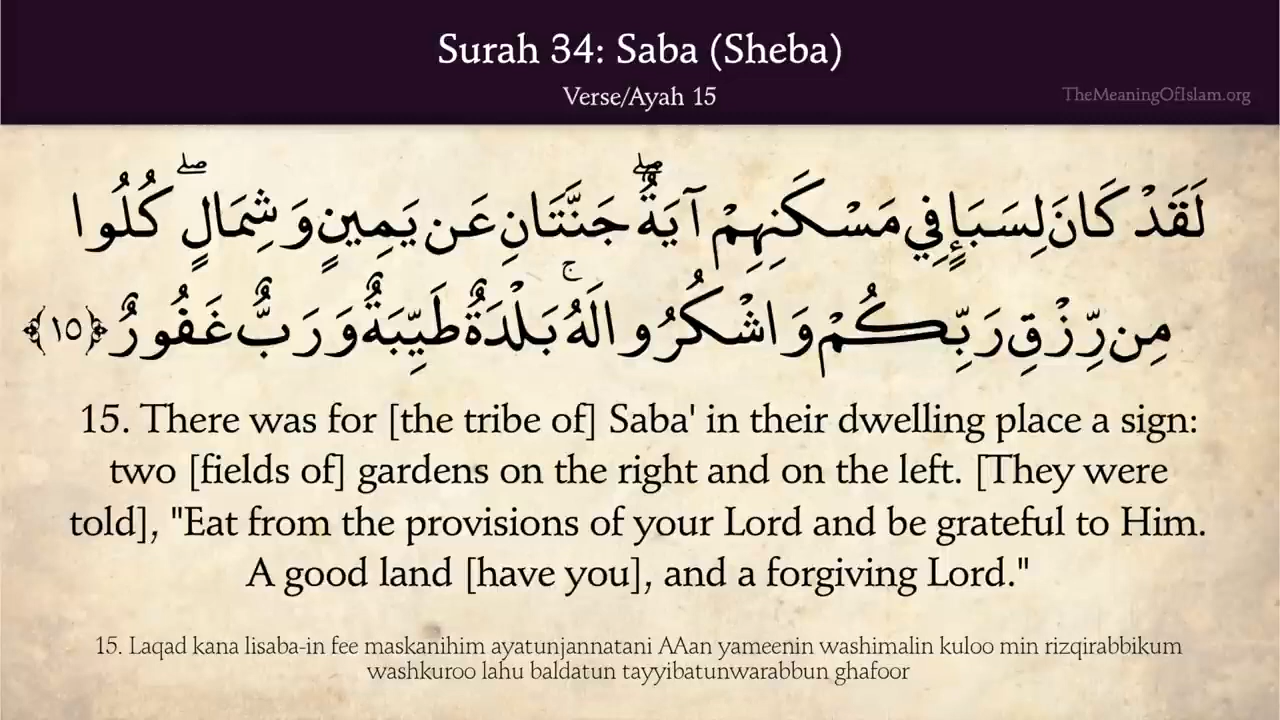 Surah 34: Saba (Sheba)
Verse/Ayah 15
TheMeaningOfIslam.org
لَقَدْ كَانَ لِسَبَإٍ فِي مَسْكَنِهِمْ آيَةٌ ۖ جَنَّتَانِ عَن يَمِينٍ وَشِمَالٍ ۖ كُلُوا
مِن رِّزْقِ رَبِّكُمْ وَاشْكُرُوا لَهُ ۚ بَلْدَةٌ طَيِّبَةٌ وَرَبٌّ غَفُورٌ ﴿١٥﴾
15. There was for [the tribe of] Saba' in their dwelling place a sign:
two [fields of] gardens on the right and on the left. [They were
told], "Eat from the provisions of your Lord and be grateful to Him.
A good land [have you], and a forgiving Lord."
15. Laqad kana lisaba-in fee maskanihim ayatunjannatani AAan yameenin washimalin kuloo min rizqirabbikum
washkuroo lahu baldatun tayyibatunwarabbun ghafoor